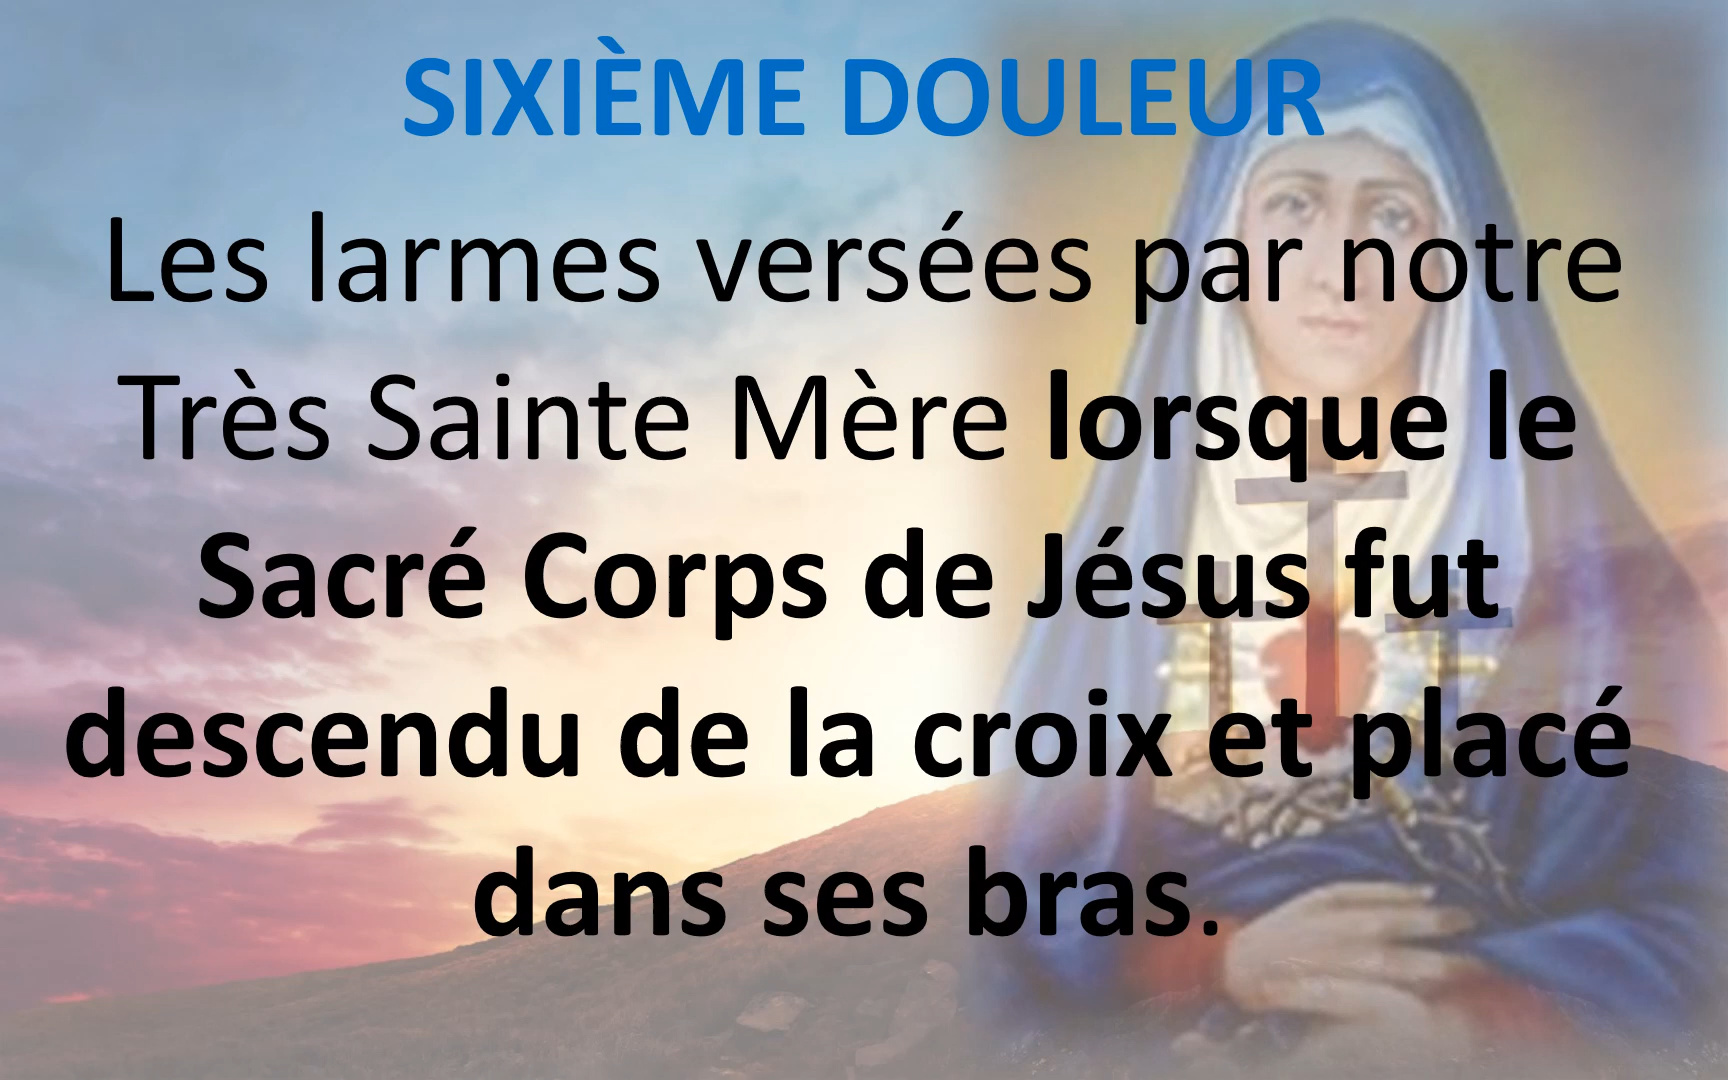 SIXIÈME DOULEUR
Les larmes versées par notre
Très Sainte Mère lorsque le
Sacré Corps de Jésus fut
descendu de la croix et placé
dans ses bras.